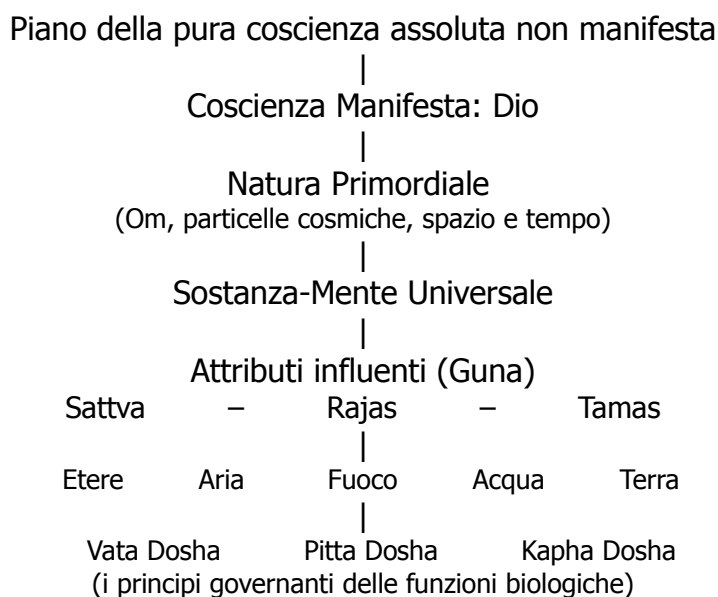 Piano della pura coscienza assoluta non manifesta
|
Coscienza Manifesta: Dio
|
Natura Primordiale
(Om, particelle cosmiche, spazio e tempo)
|
Sostanza-Mente Universale
|
Attributi influenti (Guna)
Sattva – Rajas – Tamas
|
Etere Aria Fuoco Acqua Terra
|
Vata Dosha Pitta Dosha Kapha Dosha
(i principi governanti delle funzioni biologiche)